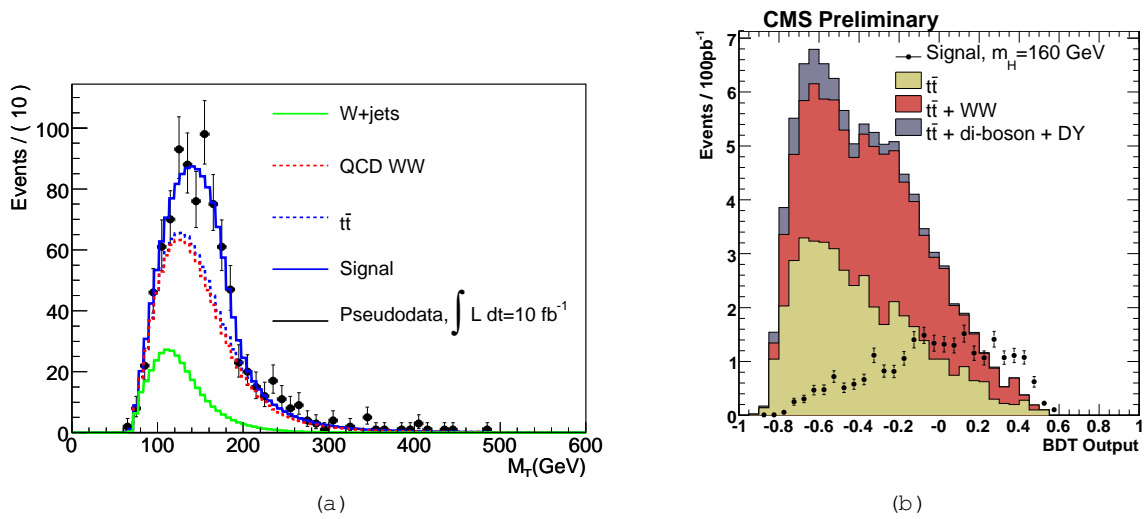 Events / ( 10 )
100
80
60
40
20
0
W+jets
QCD WW
tt̄
Signal
Pseudodata, ∫ L dt=10 fb⁻¹
0 100 200 300 400 500 600
M_T(GeV)
(a)
CMS Preliminary
Events / 100pb⁻¹
7
6
5
4
3
2
1
0
Signal, m_H=160 GeV
tt̄
tt̄ + WW
tt̄ + di-boson + DY
-1 -0.8 -0.6 -0.4 -0.2 -0 0.2 0.4 0.6 0.8 1
BDT Output
(b)